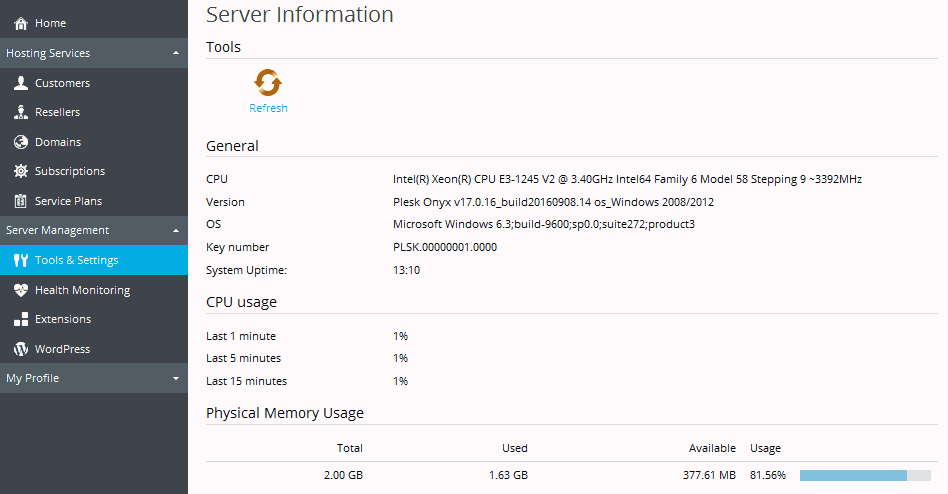 Home
Hosting Services
Customers
Resellers
Domains
Subscriptions
Service Plans
Server Management
Tools & Settings
Health Monitoring
Extensions
WordPress
My Profile
Server Information
Tools
Refresh
General
CPU Intel(R) Xeon(R) CPU E3-1245 V2 @ 3.40GHz Intel64 Family 6 Model 58 Stepping 9 ~3392MHz
Version Plesk Onyx v17.0.16_build20160908.14 os_Windows 2008/2012
OS Microsoft Windows 6.3;build-9600;sp0.0;suite272;product3
Key number PLSK.00000001.0000
System Uptime: 13:10
CPU usage
Last 1 minute 1%
Last 5 minutes 1%
Last 15 minutes 1%
Physical Memory Usage
Total Used Available Usage
2.00 GB 1.63 GB 377.61 MB 81.56%